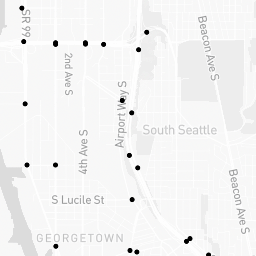 SR 99
2nd Ave S
Beacon Ave S
Airport Way S
4th Ave S
South Seattle
Beacon Ave S
S Lucile St
GEORGETOWN